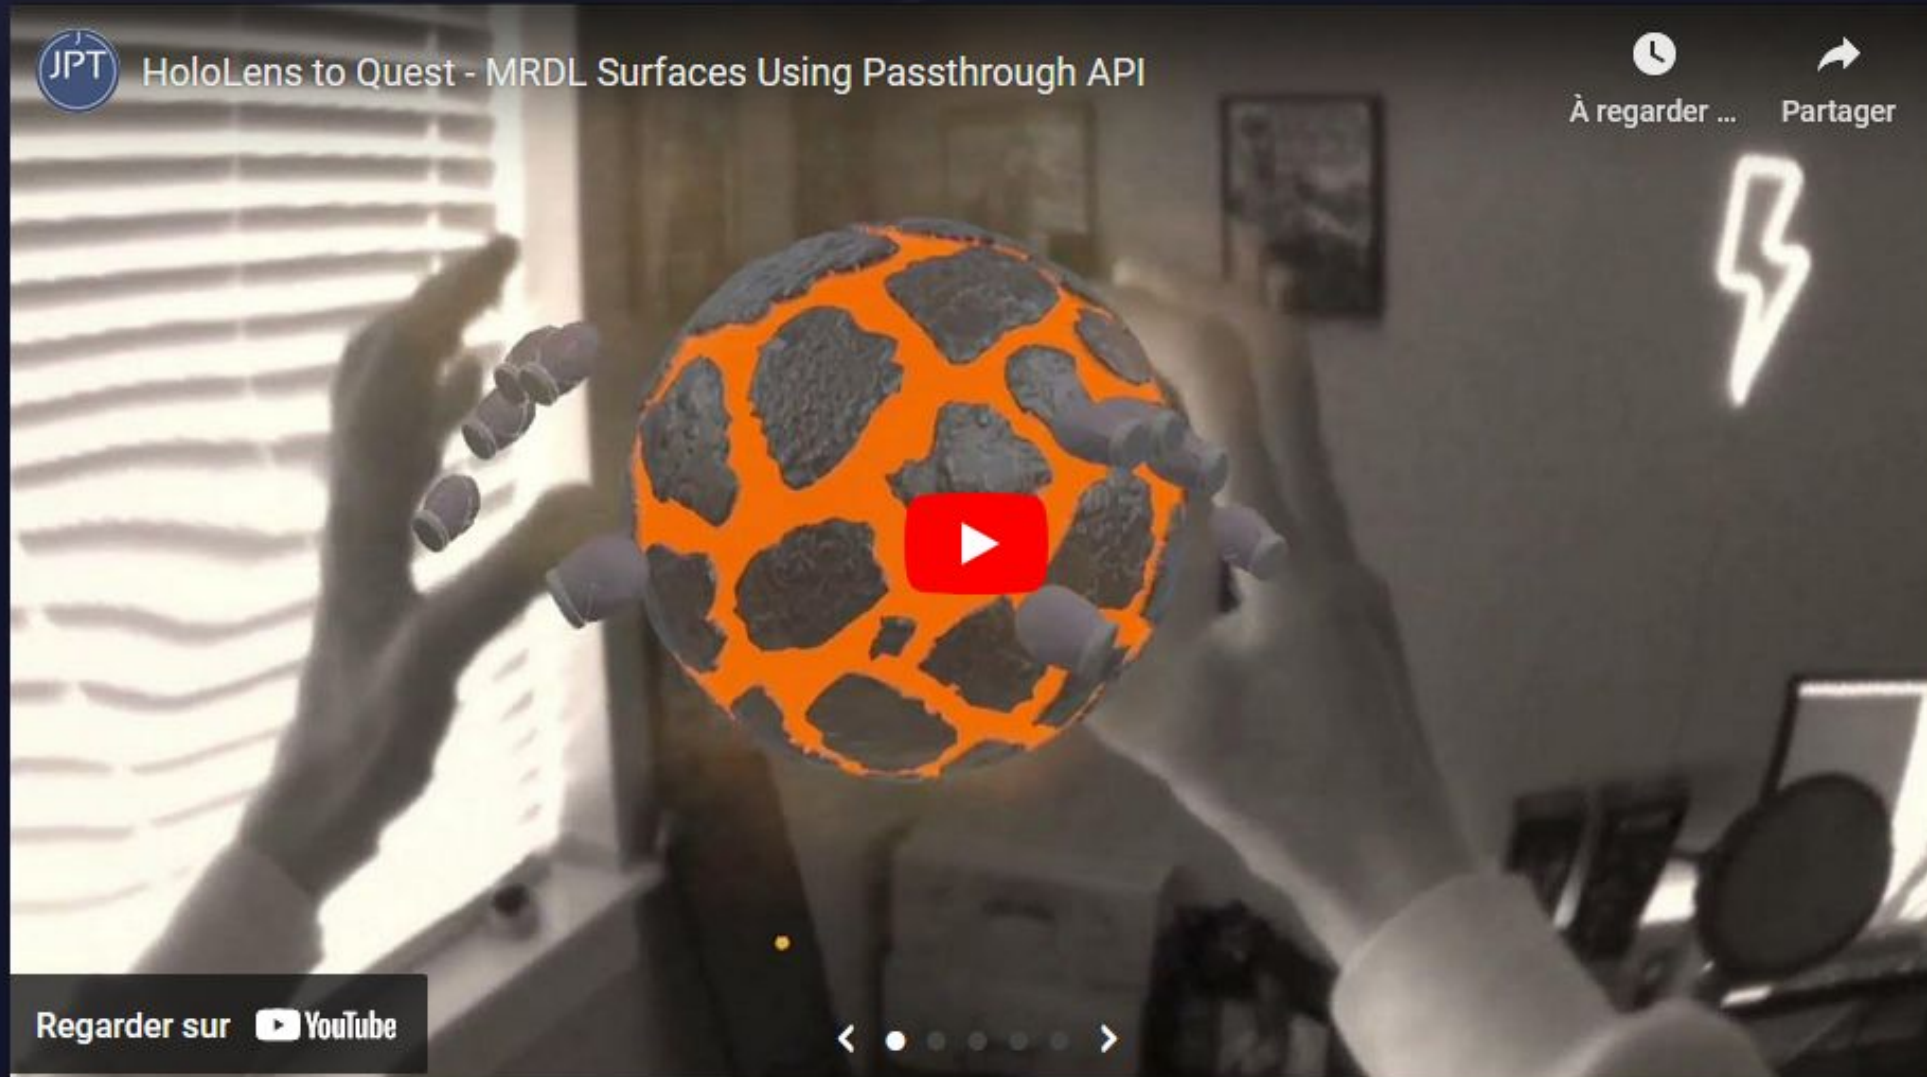 JPT
HoloLens to Quest - MRDL Surfaces Using Passthrough API
À regarder ...
Partager
Regarder sur YouTube